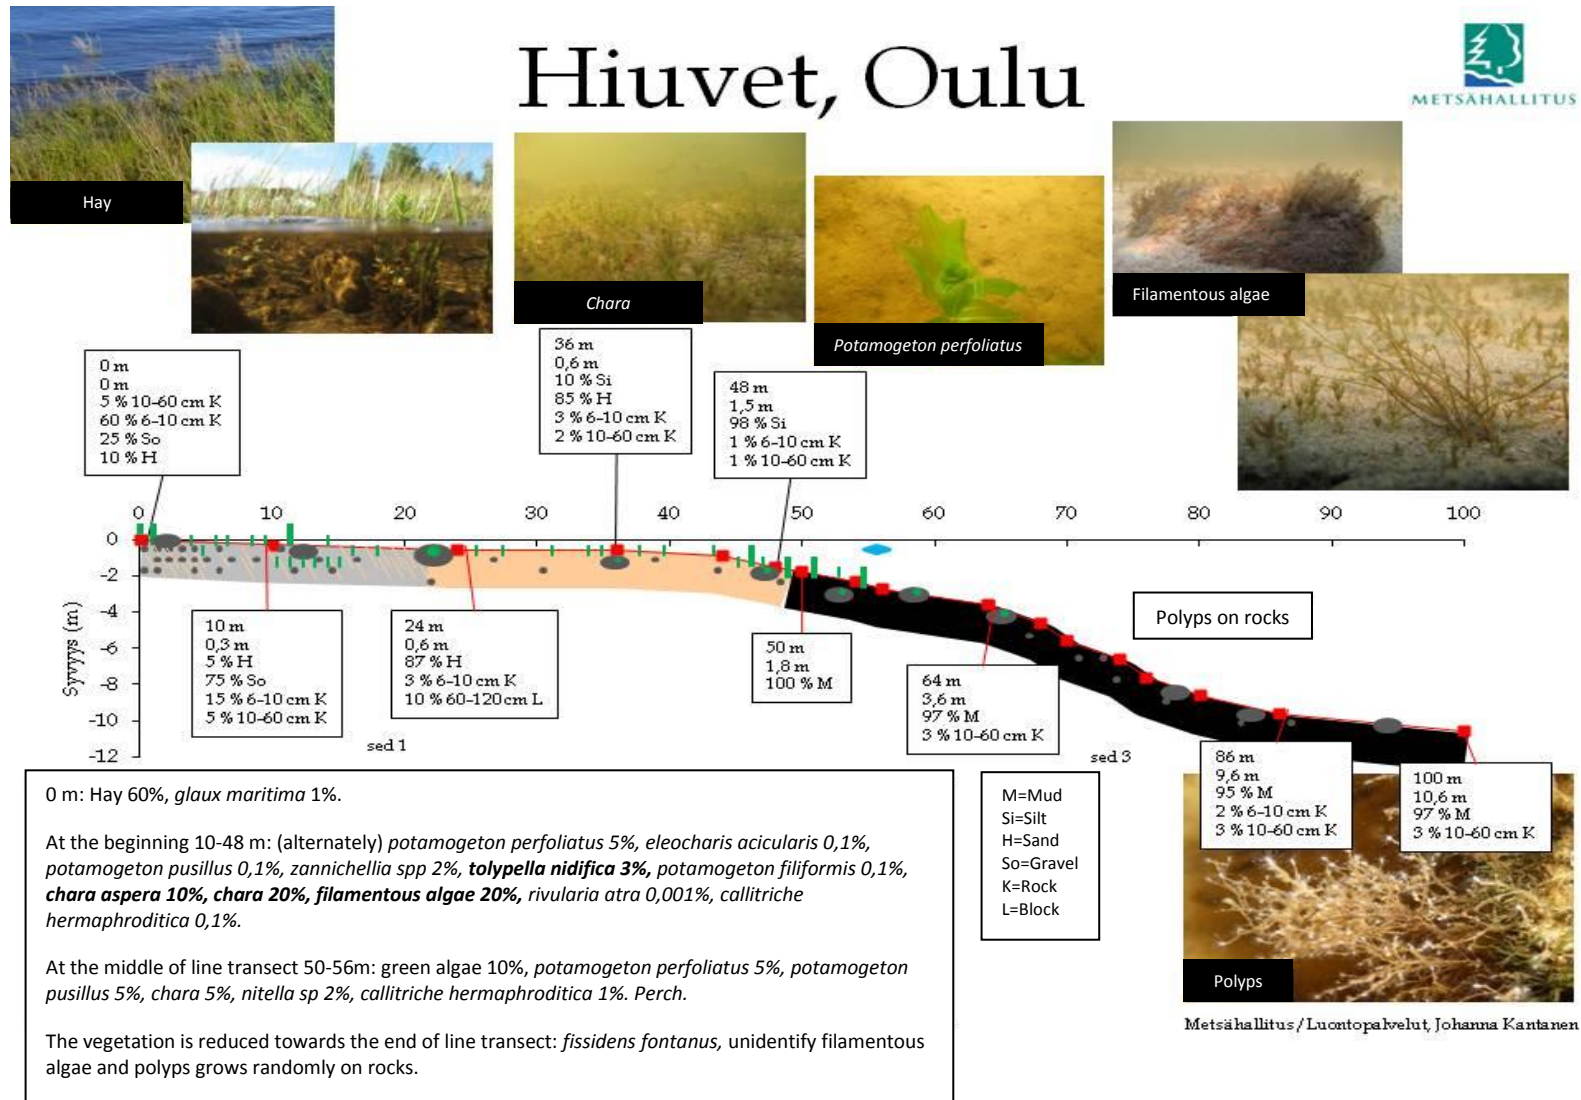 Hiuvet, Oulu
METSÄHALLITUS
Hay
Chara
Potamogeton perfoliatus
Filamentous algae
0 m
0 m
5 % 10-60 cm K
60 % 6-10 cm K
25 % So
10 % H
36 m
0,6 m
10 % Si
85 % H
3 % 6-10 cm K
2 % 10-60 cm K
48 m
1,5 m
98 % Si
1 % 6-10 cm K
1 % 10-60 cm K
0 10 20 30 40 50 60 70 80 90 100
0
-2
-4
-6
-8
-10
-12
Syvyys (m)
10 m
0,3 m
5 % H
75 % So
15 % 6-10 cm K
5 % 10-60 cm K
24 m
0,6 m
87 % H
3 % 6-10 cm K
10 % 60-120 cm L
50 m
1,8 m
100 % M
64 m
3,6 m
97 % M
3 % 10-60 cm K
Polyps on rocks
86 m
9,6 m
95 % M
2 % 6-10 cm K
3 % 10-60 cm K
100 m
10,6 m
97 % M
3 % 10-60 cm K
sed 1
sed 3
0 m: Hay 60%, glaux maritima 1%.
At the beginning 10-48 m: (alternately) potamogeton perfoliatus 5%, eleocharis acicularis 0,1%,
potamogeton pusillus 0,1%, zannichellia spp 2%, tolypella nidifica 3%, potamogeton filiformis 0,1%,
chara aspera 10%, chara 20%, filamentous algae 20%, rivularia atra 0,001%, callitriche
hermaphroditica 0,1%.
At the middle of line transect 50-56m: green algae 10%, potamogeton perfoliatus 5%, potamogeton
pusillus 5%, chara 5%, nitella sp 2%, callitriche hermaphroditica 1%. Perch.
The vegetation is reduced towards the end of line transect: fissidens fontanus, unidentify filamentous
algae and polyps grows randomly on rocks.
M=Mud
Si=Silt
H=Sand
So=Gravel
K=Rock
L=Block
Polyps
Metsähallitus/Luontopalvelut, Johanna Kantanen